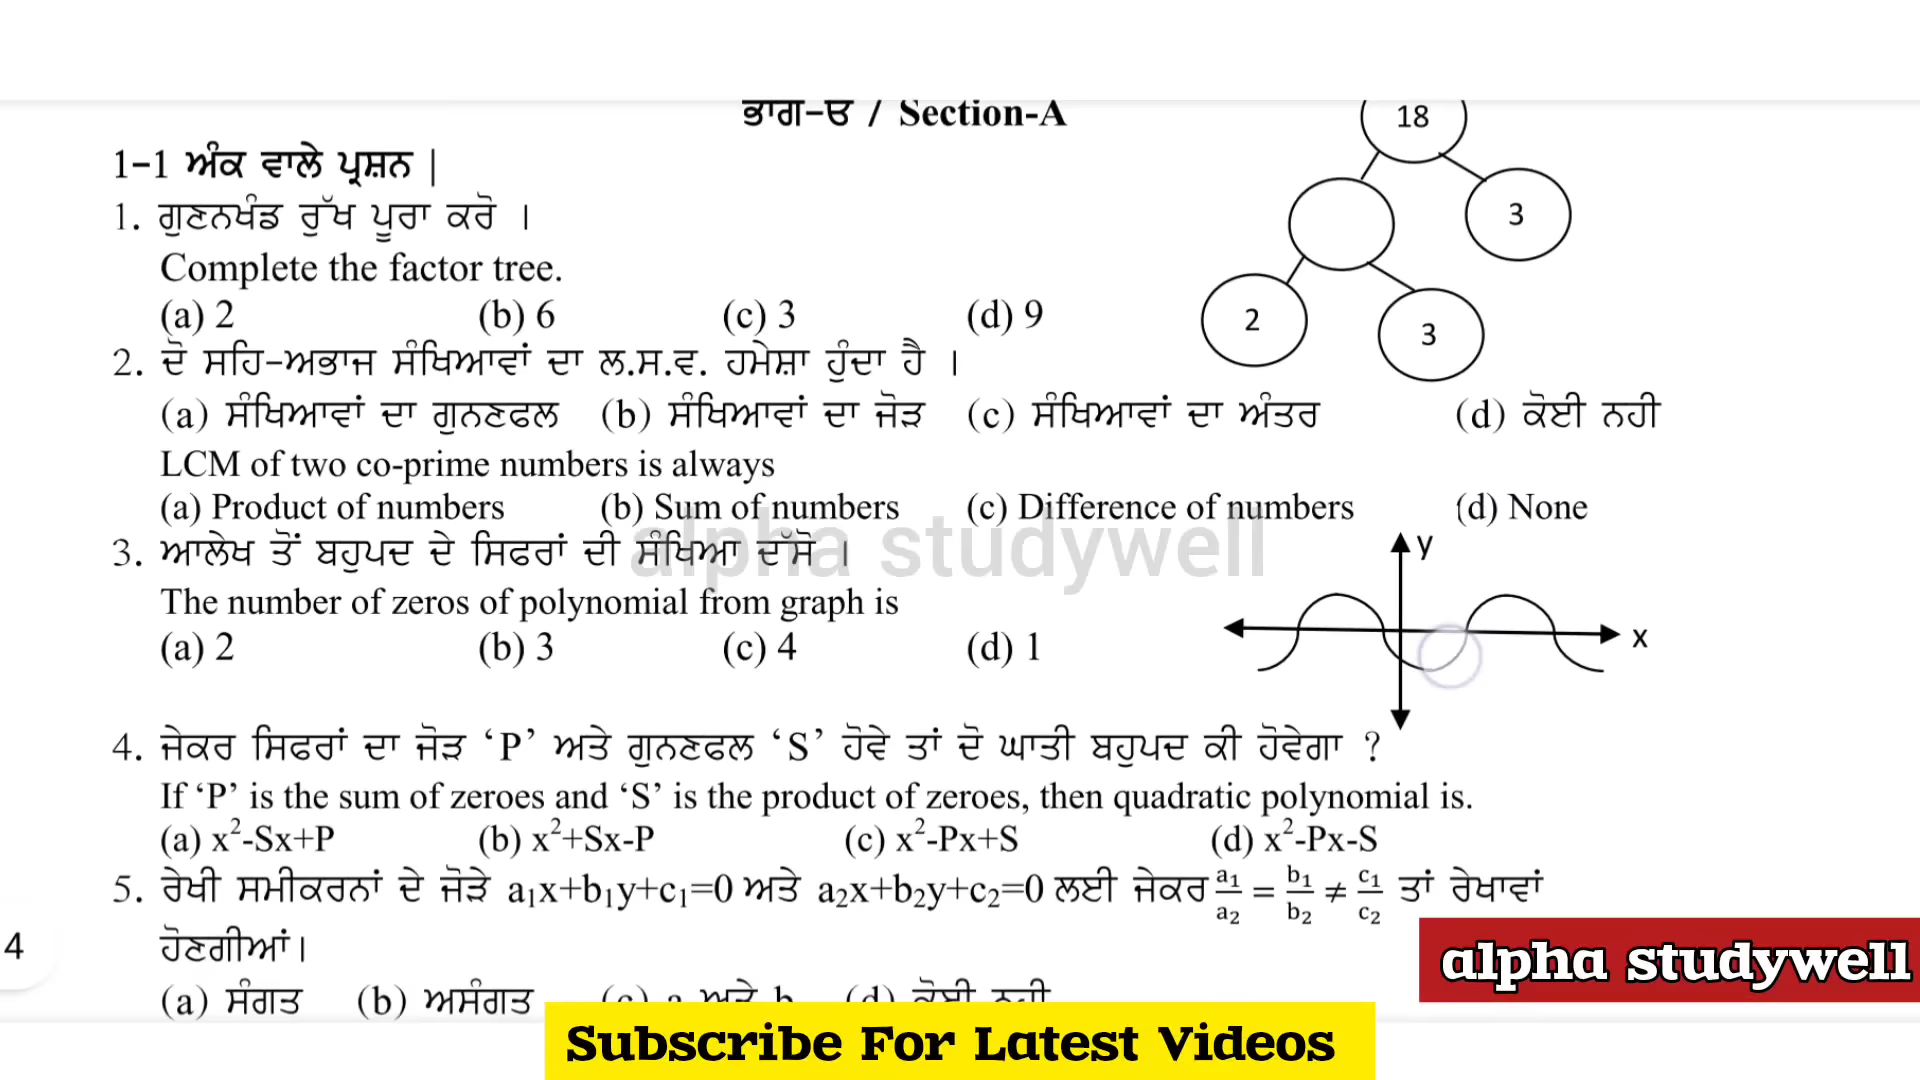 ਭਾਗ-ੳ / Section-A
1-1 ਅੰਕ ਵਾਲੇ ਪ੍ਰਸ਼ਨ |
1. ਗੁਣਨਖੰਡ ਰੁੱਖ ਪੂਰਾ ਕਰੋ ।
Complete the factor tree.
(a) 2 (b) 6 (c) 3 (d) 9
18
3
2
3
2. ਦੋ ਸਹਿ-ਅਭਾਜ ਸੰਖਿਆਵਾਂ ਦਾ ਲ.ਸ.ਵ. ਹਮੇਸ਼ਾ ਹੁੰਦਾ ਹੈ ।
(a) ਸੰਖਿਆਵਾਂ ਦਾ ਗੁਨਣਫਲ (b) ਸੰਖਿਆਵਾਂ ਦਾ ਜੋੜ (c) ਸੰਖਿਆਵਾਂ ਦਾ ਅੰਤਰ (d) ਕੋਈ ਨਹੀ
LCM of two co-prime numbers is always
(a) Product of numbers (b) Sum of numbers (c) Difference of numbers (d) None
alpha studywell
3. ਆਲੇਖ ਤੋਂ ਬਹੁਪਦ ਦੇ ਸਿਫਰਾਂ ਦੀ ਸੰਖਿਆ ਦੱਸੋ ।
The number of zeros of polynomial from graph is
(a) 2 (b) 3 (c) 4 (d) 1
y
x
4. ਜੇਕਰ ਸਿਫਰਾਂ ਦਾ ਜੋੜ ‘P’ ਅਤੇ ਗੁਨਣਫਲ ‘S’ ਹੋਵੇ ਤਾਂ ਦੋ ਘਾਤੀ ਬਹੁਪਦ ਕੀ ਹੋਵੇਗਾ ?
If ‘P’ is the sum of zeroes and ‘S’ is the product of zeroes, then quadratic polynomial is.
(a) x²-Sx+P (b) x²+Sx-P (c) x²-Px+S (d) x²-Px-S
5. ਰੇਖੀ ਸਮੀਕਰਨਾਂ ਦੇ ਜੋੜੇ a₁x+b₁y+c₁=0 ਅਤੇ a₂x+b₂y+c₂=0 ਲਈ ਜੇਕਰ a₁/a₂ = b₁/b₂ ≠ c₁/c₂ ਤਾਂ ਰੇਖਾਵਾਂ
ਹੋਣਗੀਆਂ।
4
(a) ਸੰਗਤ (b) ਅਸੰਗਤ (c) a ਅਤੇ b (d) ਕੋਈ ਨਹੀ
alpha studywell
Subscribe For Latest Videos